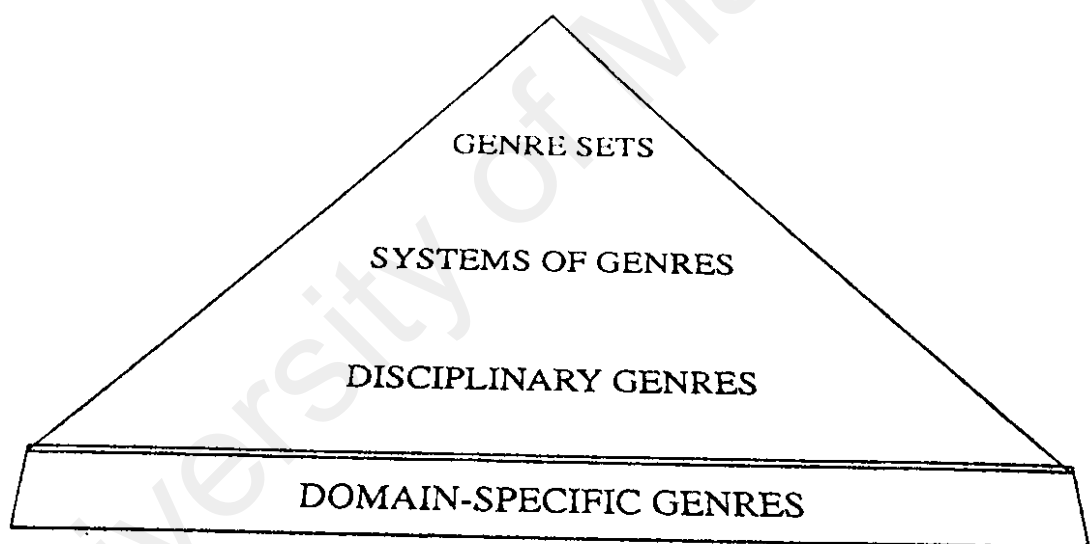 GENRE SETS
SYSTEMS OF GENRES
DISCIPLINARY GENRES
DOMAIN-SPECIFIC GENRES